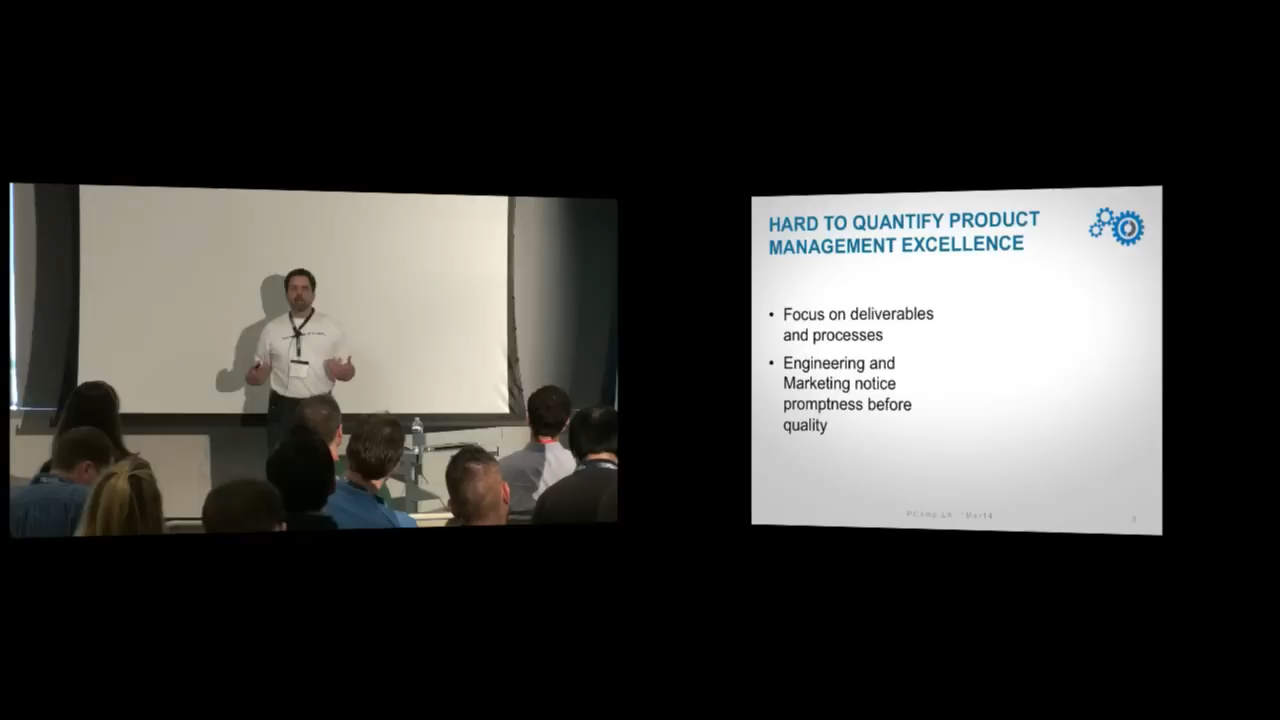 HARD TO QUANTIFY PRODUCT
MANAGEMENT EXCELLENCE
• Focus on deliverables
and processes
• Engineering and
Marketing notice
promptness before
quality